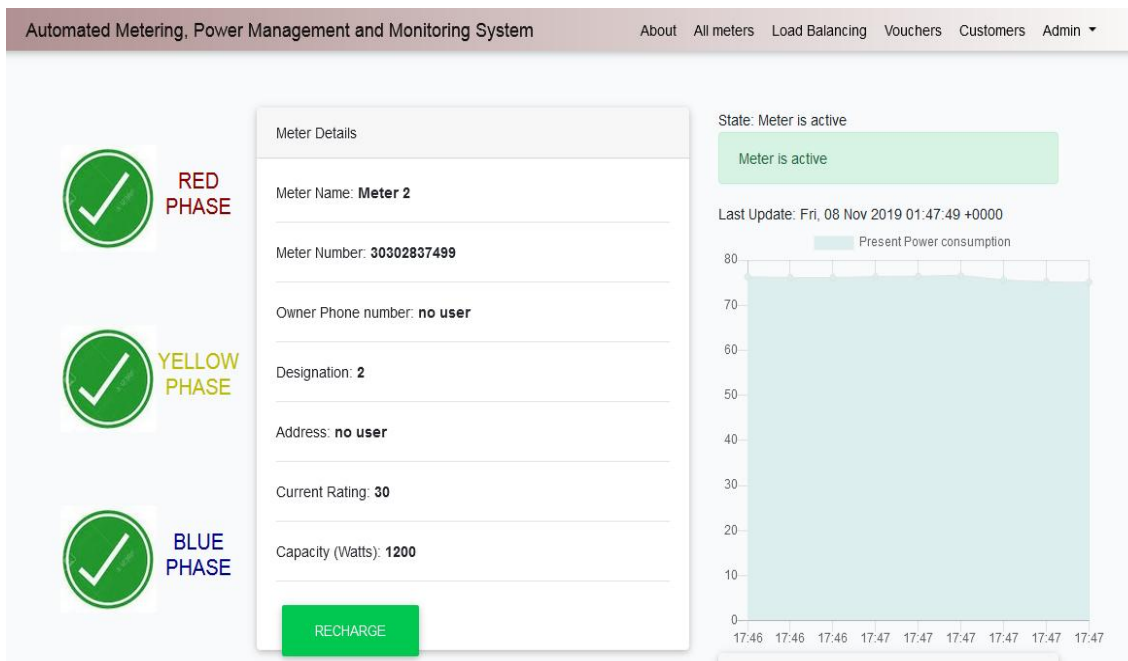 Automated Metering, Power Management and Monitoring System
About All meters Load Balancing Vouchers Customers Admin
RED
PHASE
YELLOW
PHASE
BLUE
PHASE
Meter Details
Meter Name: Meter 2
Meter Number: 30302837499
Owner Phone number: no user
Designation: 2
Address: no user
Current Rating: 30
Capacity (Watts): 1200
RECHARGE
State: Meter is active
Meter is active
Last Update: Fri, 08 Nov 2019 01:47:49 +0000
Present Power consumption
80
70
60
50
40
30
20
10
0
17:46 17:46 17:46 17:47 17:47 17:47 17:47 17:47 17:47